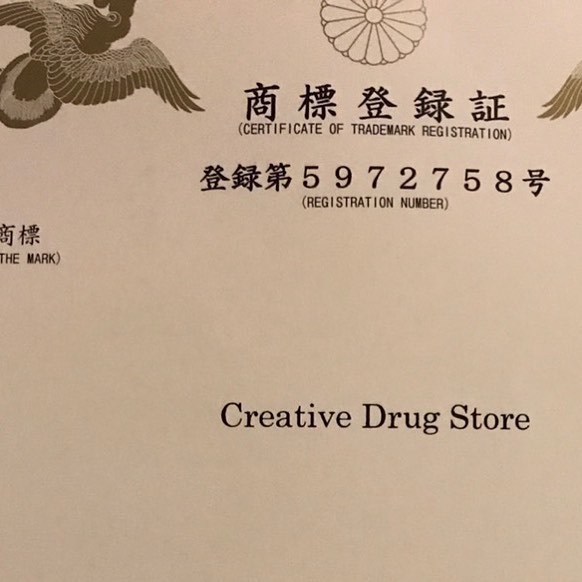 商標登録証
(CERTIFICATE OF TRADEMARK REGISTRATION)
登録第5972758号
(REGISTRATION NUMBER)
商標
THE MARK)
Creative Drug Store